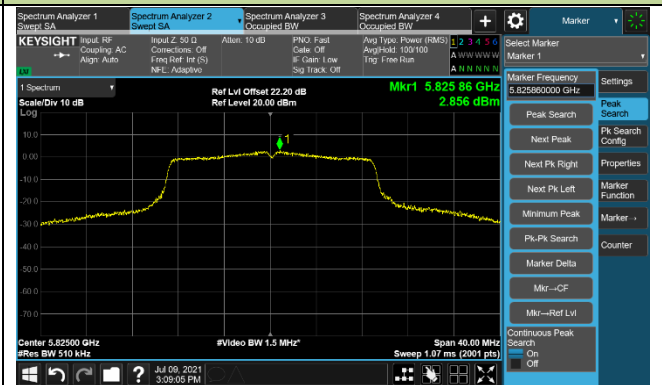 Spectrum Analyzer 1
Swept SA
Spectrum Analyzer 2
Swept SA
Spectrum Analyzer 3
Occupied BW
Spectrum Analyzer 4
Occupied BW
+
Marker
KEYSIGHT
Input: RF
Coupling: AC
Align: Auto
Input Z: 50 Ω
Corrections: Off
Freq Ref: Int (S)
NFE: Adaptive
Atten: 10 dB
PNO: Fast
Gate: Off
IF Gain: Low
Sig Track: Off
Avg Type: Power (RMS)
Avg|Hold: 100/100
Trig: Free Run
1 2 3 4 5 6
A W W W W W
A N N N N N
LXI
Select Marker
Marker 1
1 Spectrum
Scale/Div 10 dB
Log
Ref Lvl Offset 22.20 dB
Ref Level 20.00 dBm
Mkr1 5.825 86 GHz
2.856 dBm
1
10.0
0.00
-10.0
-20.0
-30.0
-40.0
-50.0
-60.0
-70.0
Center 5.82500 GHz
#Res BW 510 kHz
#Video BW 1.5 MHz*
Span 40.00 MHz
Sweep 1.07 ms (2001 pts)
Marker Frequency
5.825860000 GHz
Peak Search
Next Peak
Next Pk Right
Next Pk Left
Minimum Peak
Pk-Pk Search
Marker Delta
Mkr→CF
Mkr→Ref Lvl
Continuous Peak
Search
On
Off
Settings
Peak
Search
Pk Search
Config
Properties
Marker
Function
Marker→
Counter
?
Jul 09, 2021
3:09:05 PM